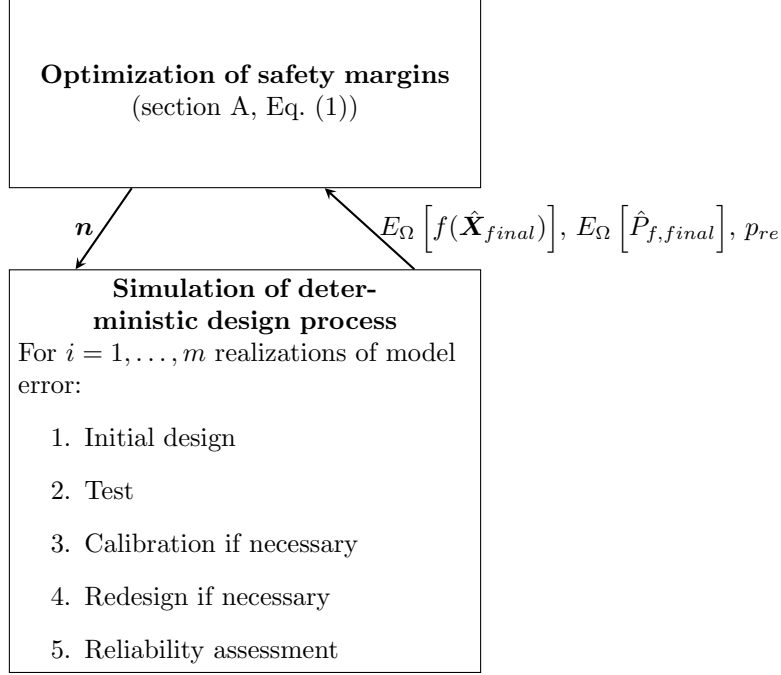 Optimization of safety margins
(section A, Eq. (1))
n
E_Ω [f(X̂_final)], E_Ω [P̂_f,final], p_re
Simulation of deter-
ministic design process
For i = 1, . . . , m realizations of model
error:
1. Initial design
2. Test
3. Calibration if necessary
4. Redesign if necessary
5. Reliability assessment